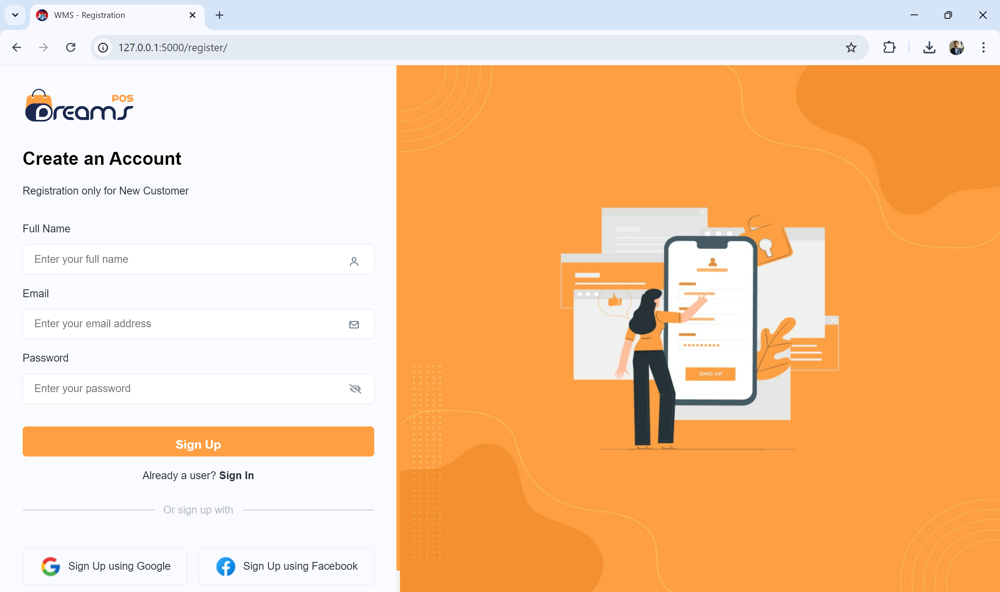 WMS - Registration
127.0.0.1:5000/register/
POS
Dreams
Create an Account
Registration only for New Customer
Full Name
Enter your full name
Email
Enter your email address
Password
Enter your password
Sign Up
Already a user? Sign In
Or sign up with
Sign Up using Google
Sign Up using Facebook
SING UP